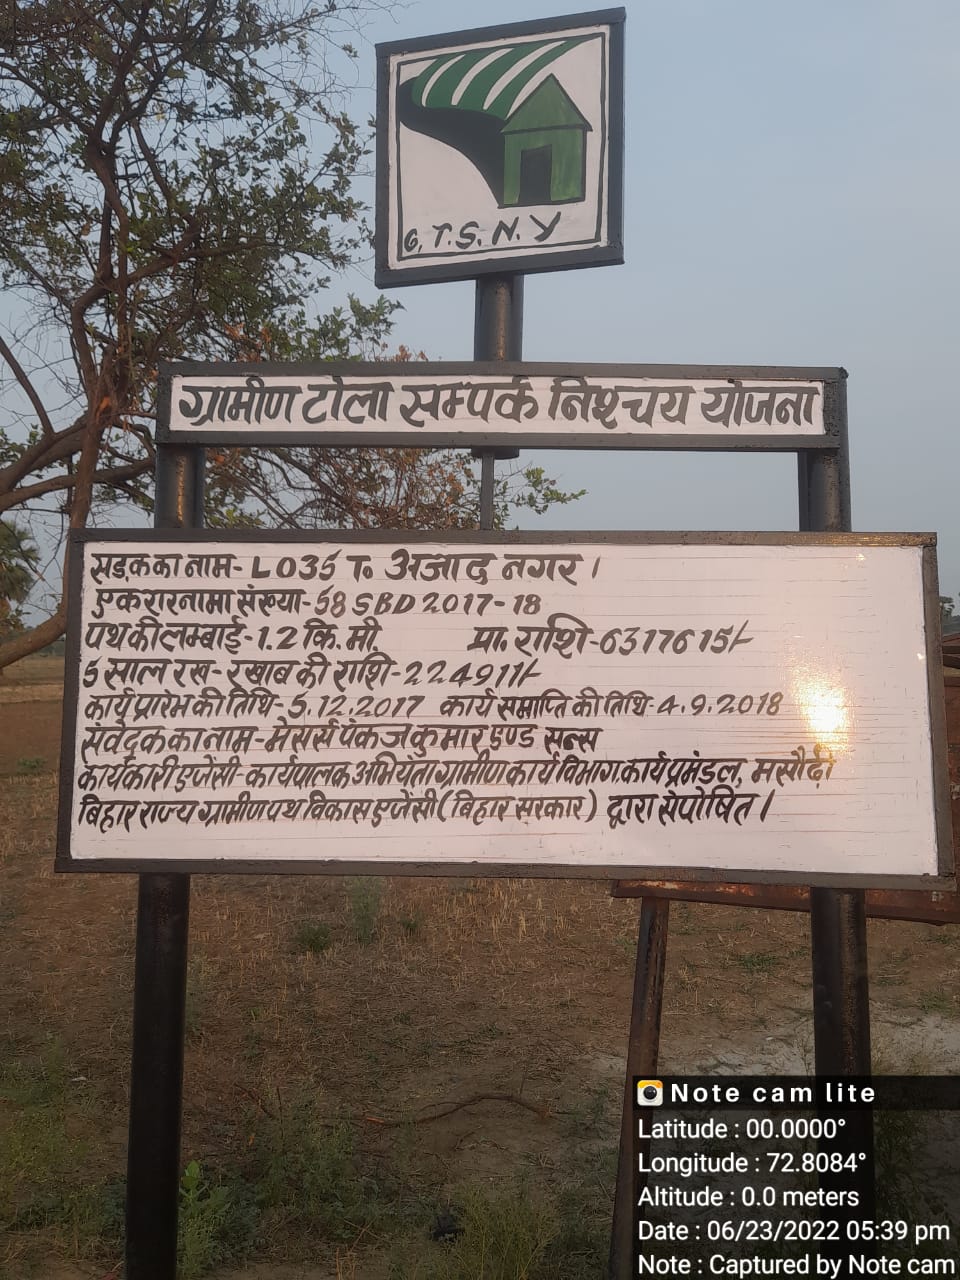 G.T.S.N.Y
ग्रामीण टोला सम्पर्क निश्चय योजना
सड़क का नाम- L035 To अजाद नगर।
एकरारनामा संख्या-58 SBD 2017-18
पथ की लम्बाई-1.2 कि.मी. प्रा. राशि-6317615/-
5 साल रख-रखाब की राशि-224911/-
कार्य प्रारंभ की तिथि-5.12.2017 कार्य समाप्ति की तिथि-4.9.2018
संवेदक का नाम-मेसर्स पंकज कुमार एण्ड सन्स
कार्यकारी एजेंसी-कार्यपालक अभियंता ग्रामीण कार्य विभाग, कार्य प्रमंडल, मसौढ़ी
बिहार राज्य ग्रामीण पथ विकास एजेंसी (बिहार सरकार) द्वारा संपोषित।
Note cam lite
Latitude : 00.0000°
Longitude : 72.8084°
Altitude : 0.0 meters
Date : 06/23/2022 05:39 pm
Note : Captured by Note cam